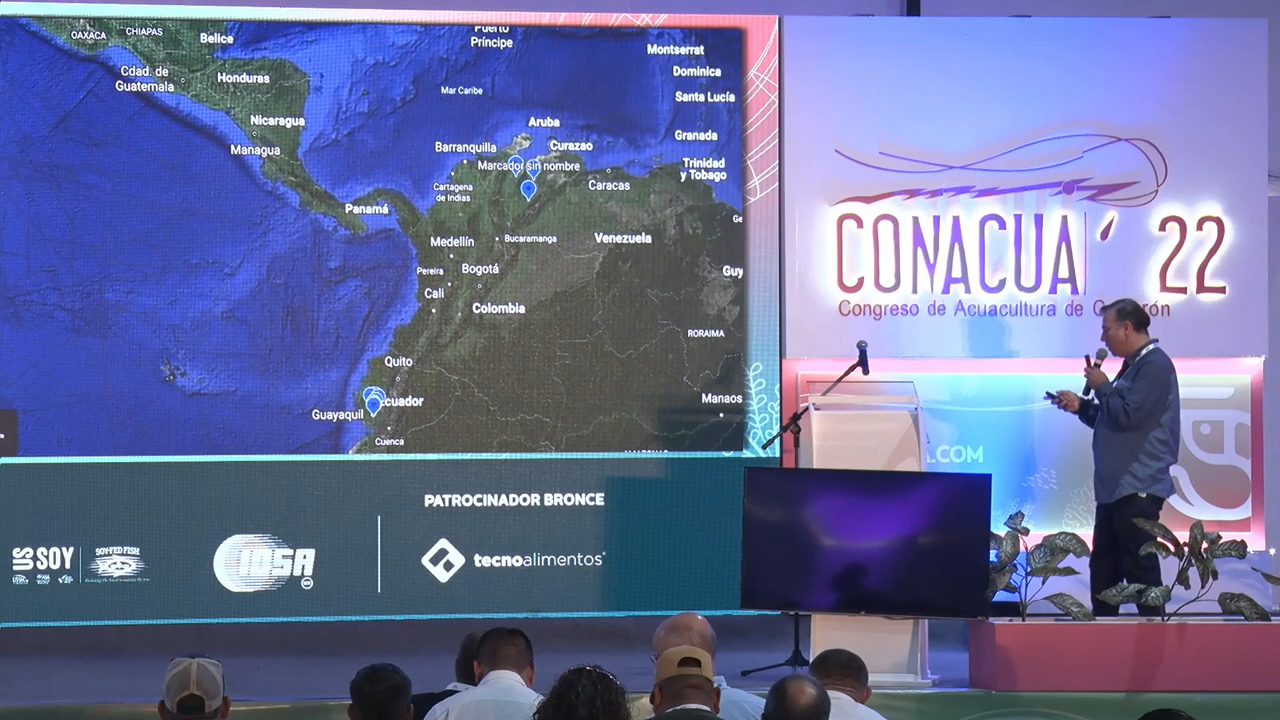 OAXACA
CHIAPAS
Belice
Puerto
Príncipe
Montserrat
Cdad. de
Guatemala
Honduras
Dominica
Mar Caribe
Santa Lucía
Nicaragua
Aruba
Granada
Managua
Barranquilla
Curazao
Marcador sin nombre
Trinidad
y Tobago
Cartagena
de Indias
Caracas
Panamá
Ge
Medellín
Bucaramanga
Venezuela
Pereira
Bogotá
Guy
Cali
Colombia
RORAIMA
Quito
Ecuador
Manaos
Guayaquil
Cuenca
CONACUA' 22
Congreso de Acuacultura de
.COM
PATROCINADOR BRONCE
US SOY
SOY-FED FISH
IOSA
tecnoalimentos